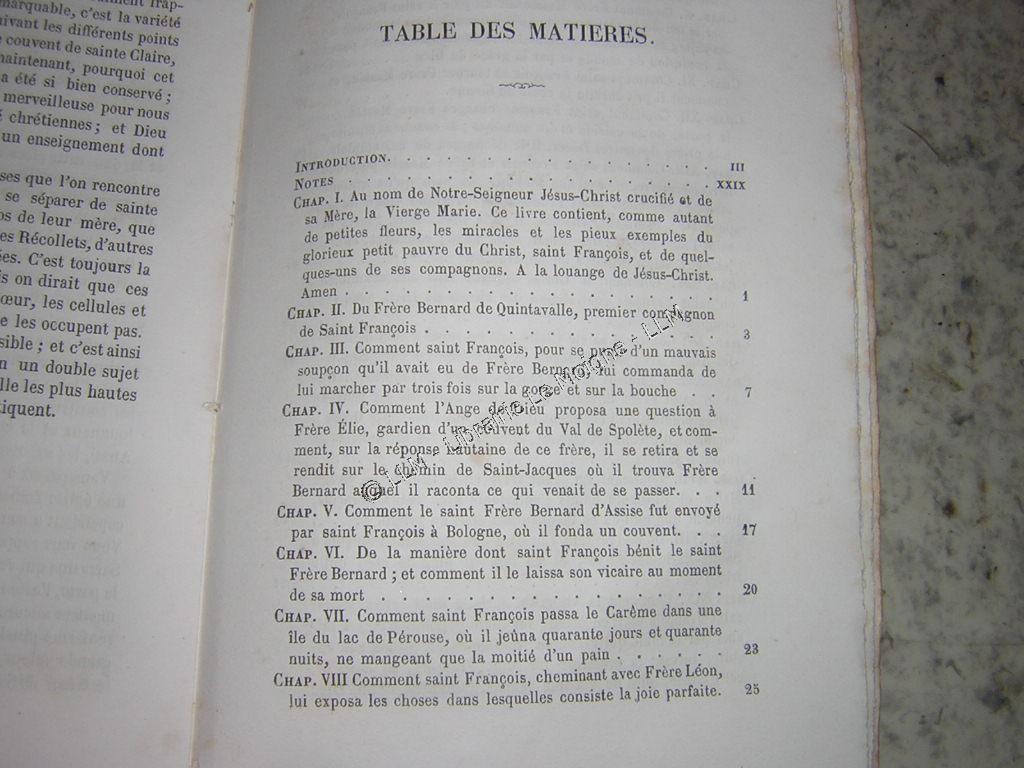 marquable, c'est la variété
les différents points
couvent de sainte Claire,
maintenant, pourquoi cet
a été si bien conservé ;
merveilleuse pour nous
chrétiennes ; et Dieu
un enseignement dont
que l'on rencontre
se séparer de sainte
de leur mère, que
Récollets, d'autres
C'est toujours la
on dirait que ces
les cellules et
les occupent pas.
; et c'est ainsi
un double sujet
les plus hautes
TABLE DES MATIERES.
INTRODUCTION. . . . . . . . . . . . . . . III
NOTES . . . . . . . . . . . . . . . . . XXIX
CHAP. I. Au nom de Notre-Seigneur Jésus-Christ crucifié et de
sa Mère, la Vierge Marie. Ce livre contient, comme autant
de petites fleurs, les miracles et les pieux exemples du
glorieux petit pauvre du Christ, saint François, et de quel-
ques-uns de ses compagnons. A la louange de Jésus-Christ.
Amen . . . . . . . . . . . . . . . . . 1
CHAP. II. Du Frère Bernard de Quintavalle, premier compagnon
de Saint François . . . . . . . . . . . . 3
CHAP. III. Comment saint François, pour se punir d'un mauvais
soupçon qu'il avait eu de Frère Bernard, lui commanda de
lui marcher par trois fois sur la gorge et sur la bouche . . 7
CHAP. IV. Comment l'Ange de Dieu proposa une question à
Frère Élie, gardien d'un couvent du Val de Spolète, et com-
ment, sur la réponse hautaine de ce frère, il se retira et se
rendit sur le chemin de Saint-Jacques où il trouva Frère
Bernard auquel il raconta ce qui venait de se passer. . . 11
CHAP. V. Comment le saint Frère Bernard d'Assise fut envoyé
par saint François à Bologne, où il fonda un couvent. . . 17
CHAP. VI. De la manière dont saint François bénit le saint
Frère Bernard ; et comment il le laissa son vicaire au moment
de sa mort . . . . . . . . . . . . . . . 20
CHAP. VII. Comment saint François passa le Carême dans une
île du lac de Pérouse, où il jeûna quarante jours et quarante
nuits, ne mangeant que la moitié d'un pain . . . . . . 23
CHAP. VIII Comment saint François, cheminant avec Frère Léon,
lui exposa les choses dans lesquelles consiste la joie parfaite. 25
© LLM - Librairie Le Moigne - LLM